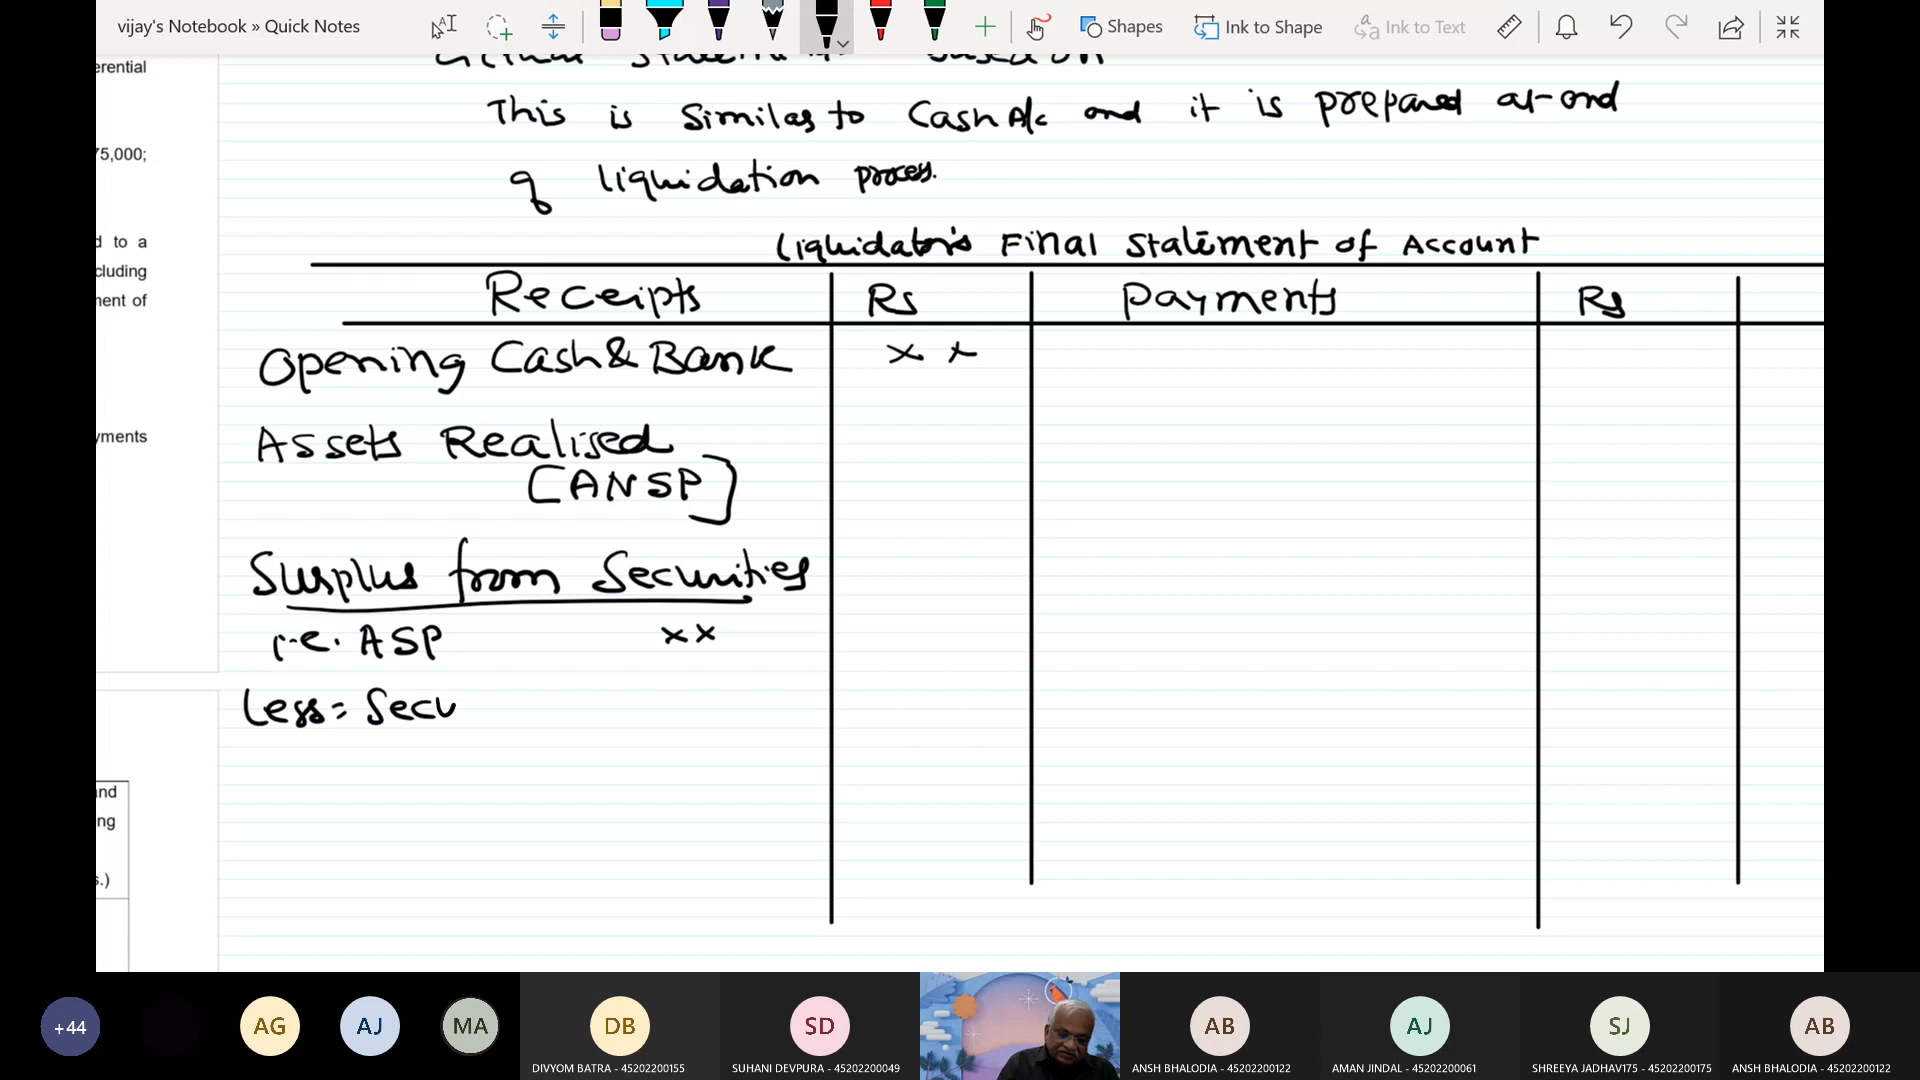 vijay's Notebook » Quick Notes
Shapes
Ink to Shape
Ink to Text
erential
75,000;
d to a
cluding
nent of
yments
nd
ng
s.)
This is Similar to Cash A/c and it is prepared at end
of liquidation process.
Liquidator's Final Statement of Account
Receipts Rs Payments Rs
Opening Cash & Bank x x
Assets Realised
[ANSP]
Surplus from Securities
i.e. ASP xx
Less= Secu
+44
AG
AJ
MA
DB
SD
AB
AJ
SJ
AB
DIVYOM BATRA - 45202200155
SUHANI DEVPURA - 45202200049
ANSH BHALODIA - 45202200122
AMAN JINDAL - 45202200061
SHREEYA JADHAV175 - 45202200175
ANSH BHALODIA - 45202200122